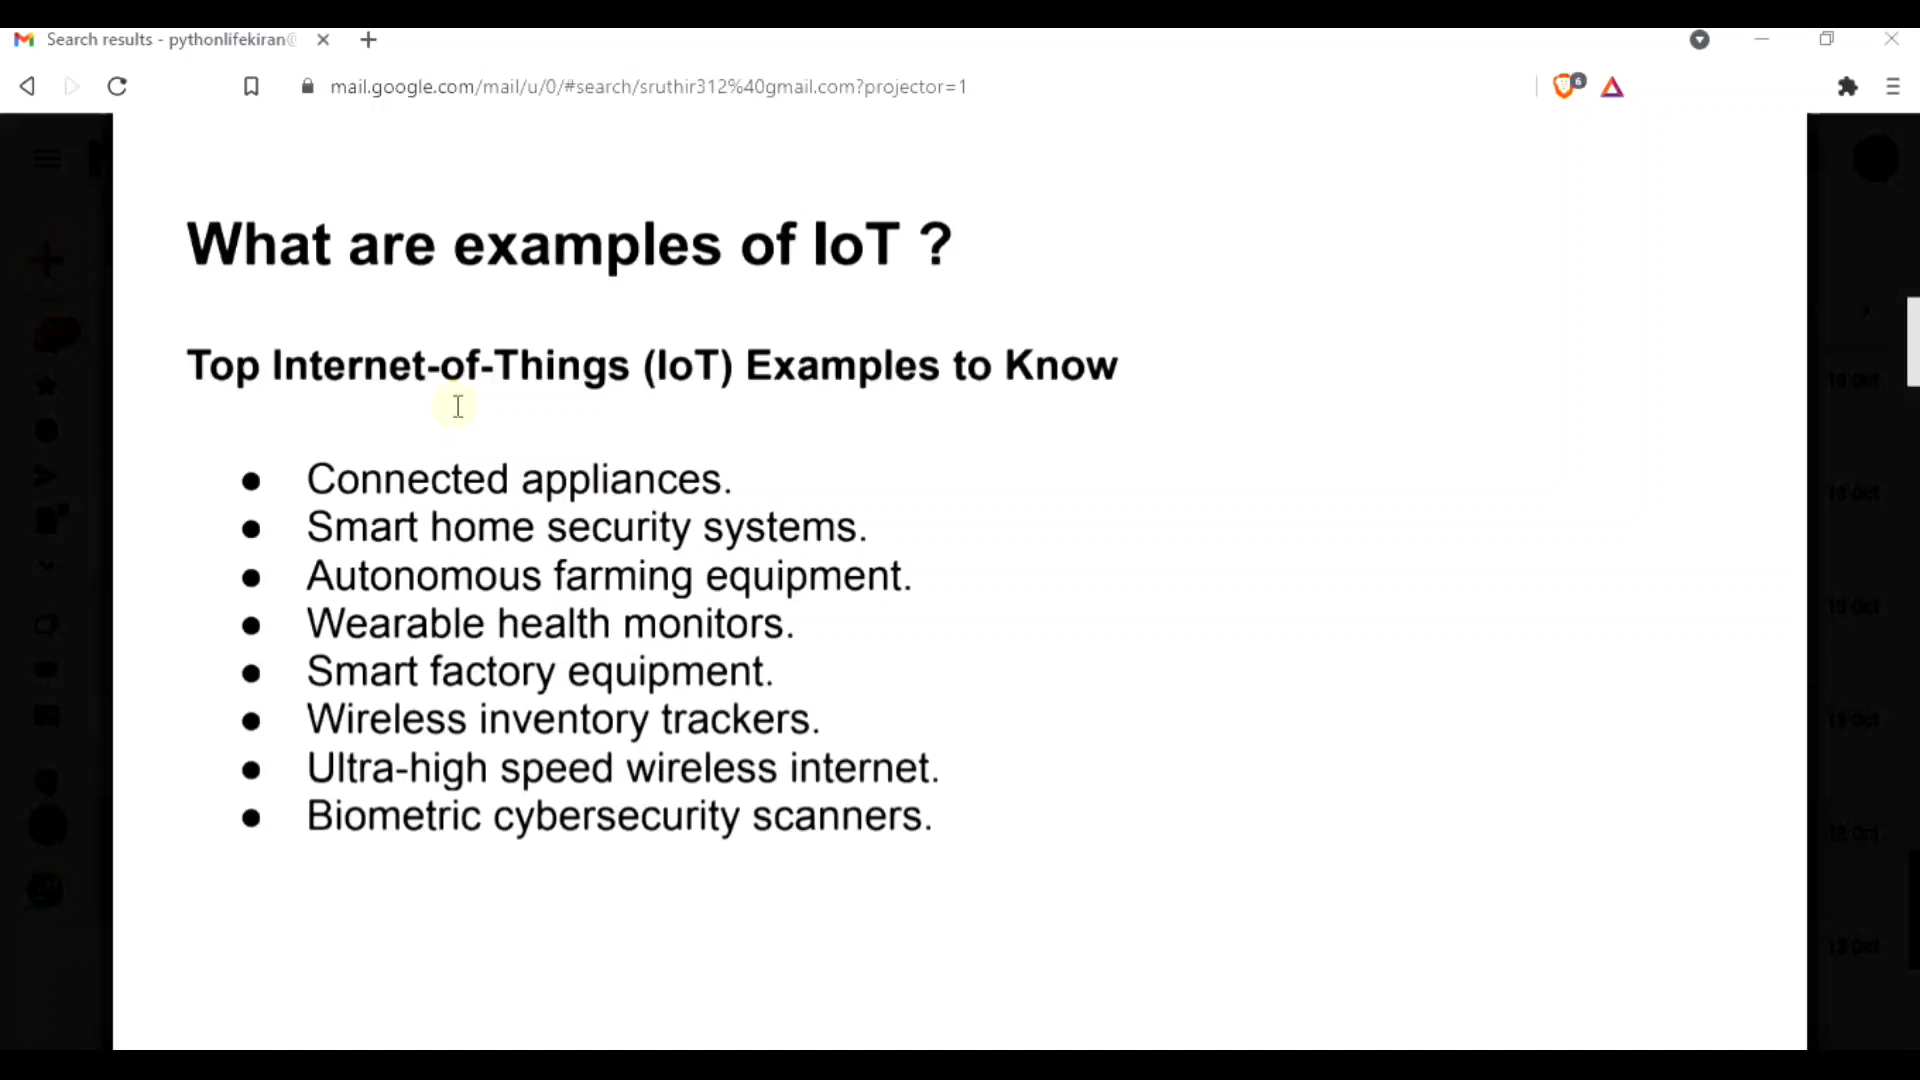 Search results - pythonlifekiran@
mail.google.com/mail/u/0/#search/sruthir312%40gmail.com?projector=1
6
What are examples of IoT ?
Top Internet-of-Things (IoT) Examples to Know
● Connected appliances.
● Smart home security systems.
● Autonomous farming equipment.
● Wearable health monitors.
● Smart factory equipment.
● Wireless inventory trackers.
● Ultra-high speed wireless internet.
● Biometric cybersecurity scanners.